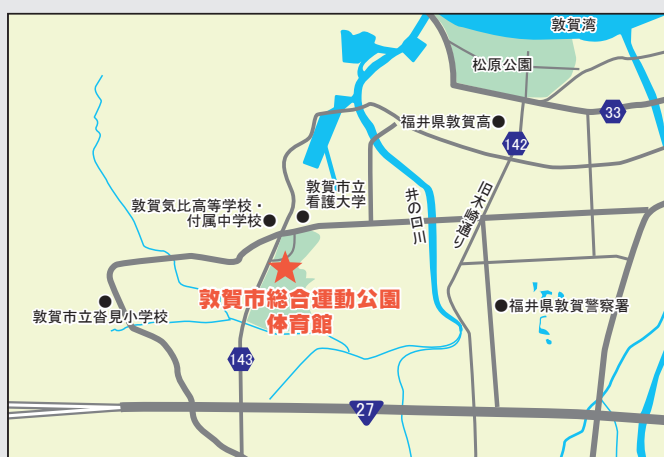 敦賀湾
松原公園
33
福井県敦賀高
142
敦賀市立
看護大学
敦賀気比高等学校・
付属中学校
井の口川
旧木崎通り
敦賀市総合運動公園
体育館
敦賀市立沓見小学校
福井県敦賀警察署
143
27